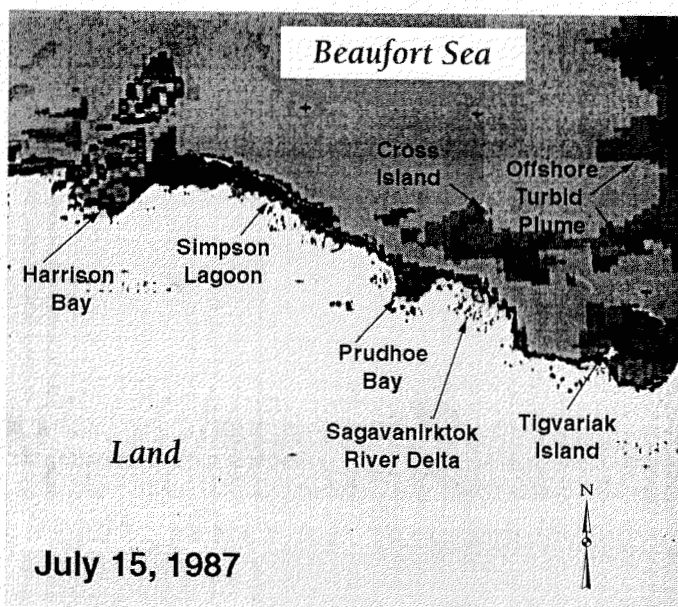 Beaufort Sea
Cross
Island
Offshore
Turbid
Plume
Simpson
Lagoon
Harrison
Bay
Prudhoe
Bay
Sagavanirktok
River Delta
Tigvariak
Island
Land
N
July 15, 1987